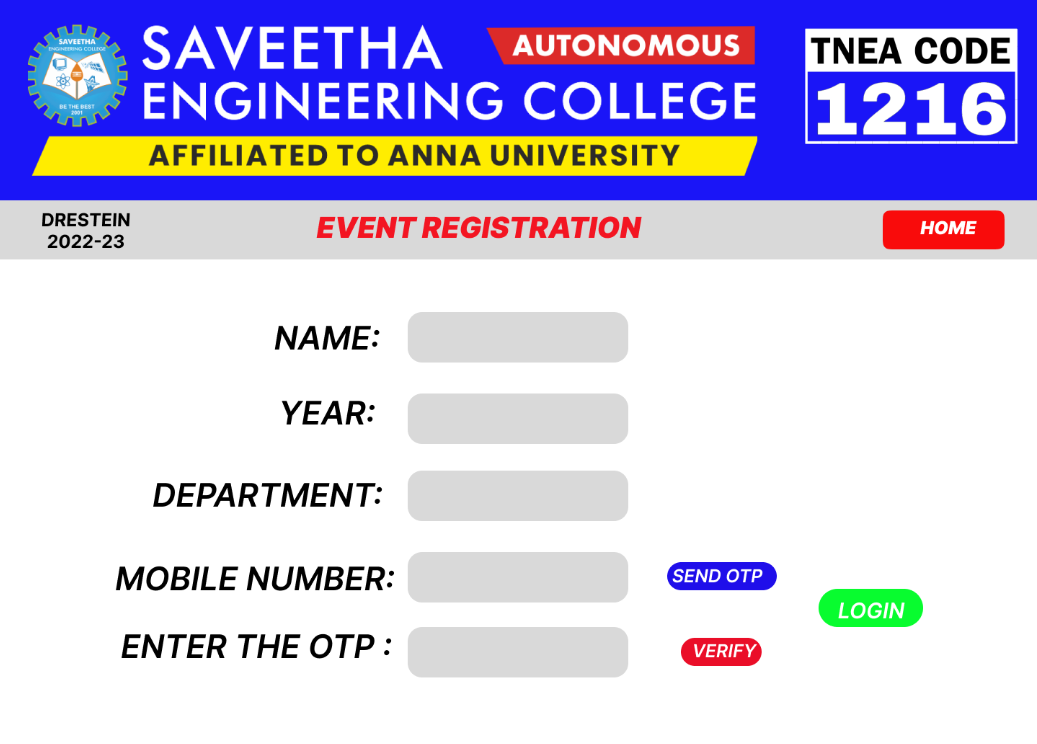 SAVEETHA
ENGINEERING COLLEGE
BE THE BEST
2001
SAVEETHA
AUTONOMOUS
ENGINEERING COLLEGE
AFFILIATED TO ANNA UNIVERSITY
TNEA CODE
1216
DRESTEIN
2022-23
EVENT REGISTRATION
HOME
NAME:
YEAR:
DEPARTMENT:
MOBILE NUMBER:
SEND OTP
LOGIN
ENTER THE OTP :
VERIFY